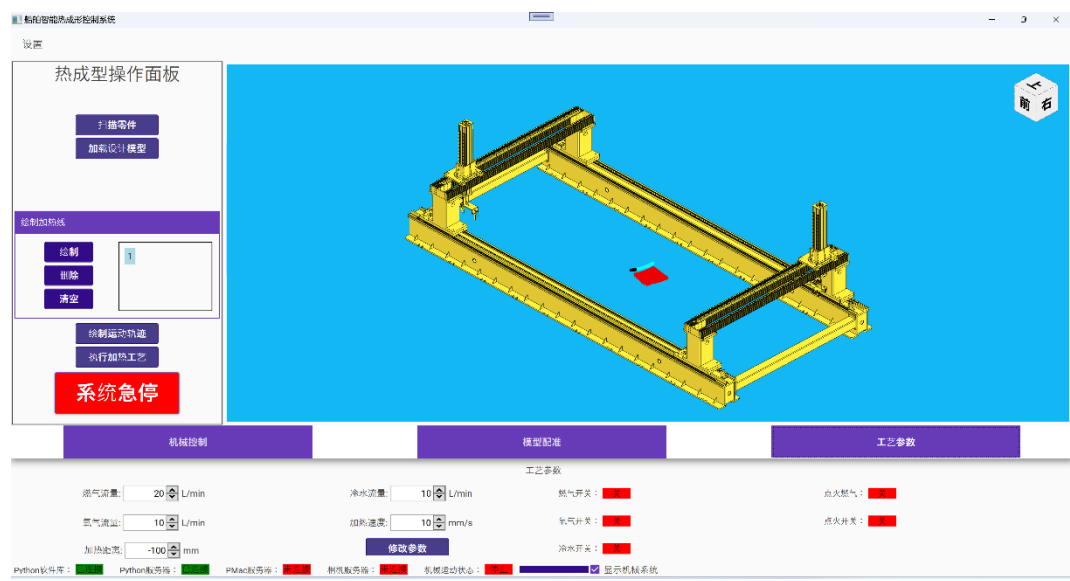 船舶智能热成形控制系统
设置
热成型操作面板
扫描零件
加载设计模型
绘制加热线
绘制
1
删除
清空
绘制运动轨迹
执行加热工艺
系统急停
上
前 右
机械控制 模型配准 工艺参数
工艺参数
燃气流量: 20 L/min 冷水流量: 10 L/min 燃气开关： 关 点火燃气： 关
氧气流量: 10 L/min 加热速度: 10 mm/s 氧气开关： 关 点火开关： 关
加热距离: -100 mm 修改参数 冷水开关： 关
Python软件库： 已连接 Python服务器： 已连接 PMac服务器： 未连接 相机服务器： 未连接 机械运动状态： 停止 显示机械系统